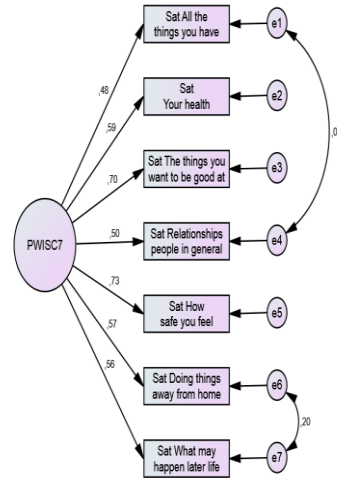 Sat All the
things you have
e1
,48
Sat
Your health
e2
,59
Sat The things you
want to be good at
e3
,70
,0
PWISC7
Sat Relationships
people in general
e4
,50
Sat How
safe you feel
e5
,73
Sat Doing things
away from home
e6
,57
,56
,20
Sat What may
happen later life
e7